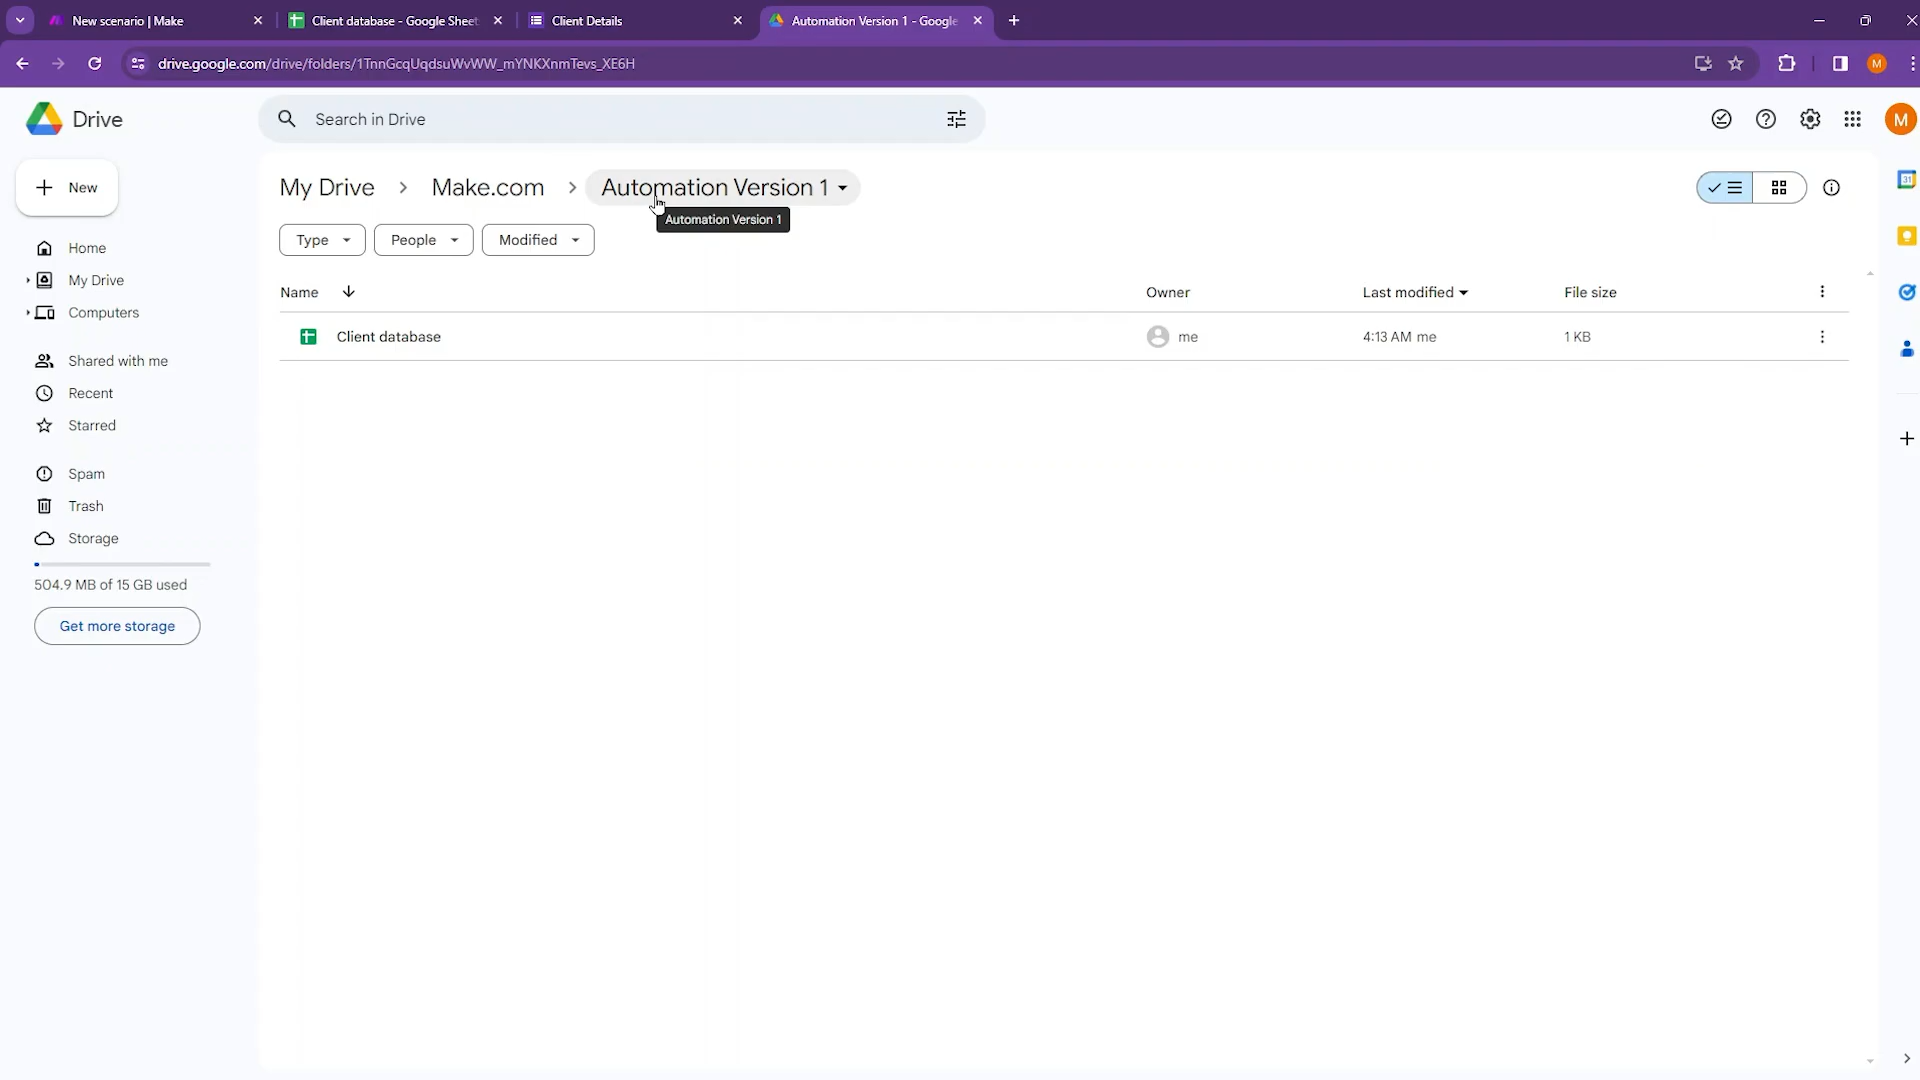 New scenario | Make
Client database - Google Sheet
Client Details
Automation Version 1 - Google
drive.google.com/drive/folders/1TnnGcqUqdsuWvWW_mYNKXnmTevs_XE6H
M
Drive
Search in Drive
M
New
My Drive
Make.com
Automation Version 1
31
Automation Version 1
Type
People
Modified
Home
My Drive
Computers
Name
Owner
Last modified
File size
Client database
me
4:13 AM me
1 KB
Shared with me
Recent
Starred
Spam
Trash
Storage
504.9 MB of 15 GB used
Get more storage